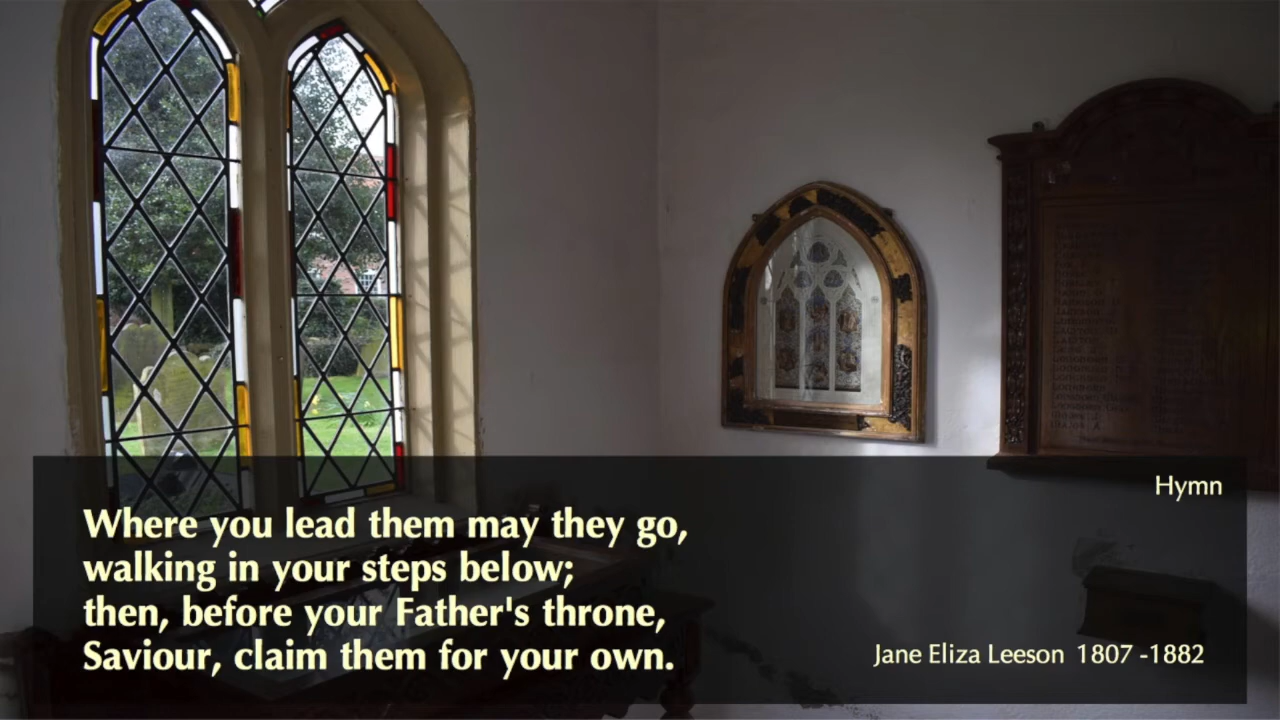 Hymn
Where you lead them may they go,
walking in your steps below;
then, before your Father's throne,
Saviour, claim them for your own.
Jane Eliza Leeson 1807 -1882